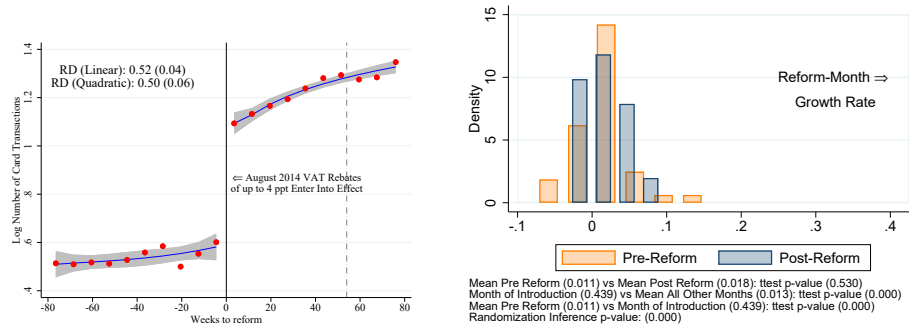 RD (Linear): 0.52 (0.04)
RD (Quadratic): 0.50 (0.06)
⇐ August 2014 VAT Rebates
of up to 4 ppt Enter Into Effect
Log Number of Card Transactions
.4 .6 .8 1 1.2 1.4
-80 -60 -40 -20 0 20 40 60 80
Weeks to reform
Density
0 5 10 15
Reform-Month ⇒
Growth Rate
-.1 0 .1 .2 .3 .4
Pre-Reform Post-Reform
Mean Pre Reform (0.011) vs Mean Post Reform (0.018): ttest p-value (0.530)
Month of Introduction (0.439) vs Mean All Other Months (0.013): ttest p-value (0.000)
Mean Pre Reform (0.011) vs Month of Introduction (0.439): ttest p-value (0.000)
Randomization Inference p-value: (0.000)